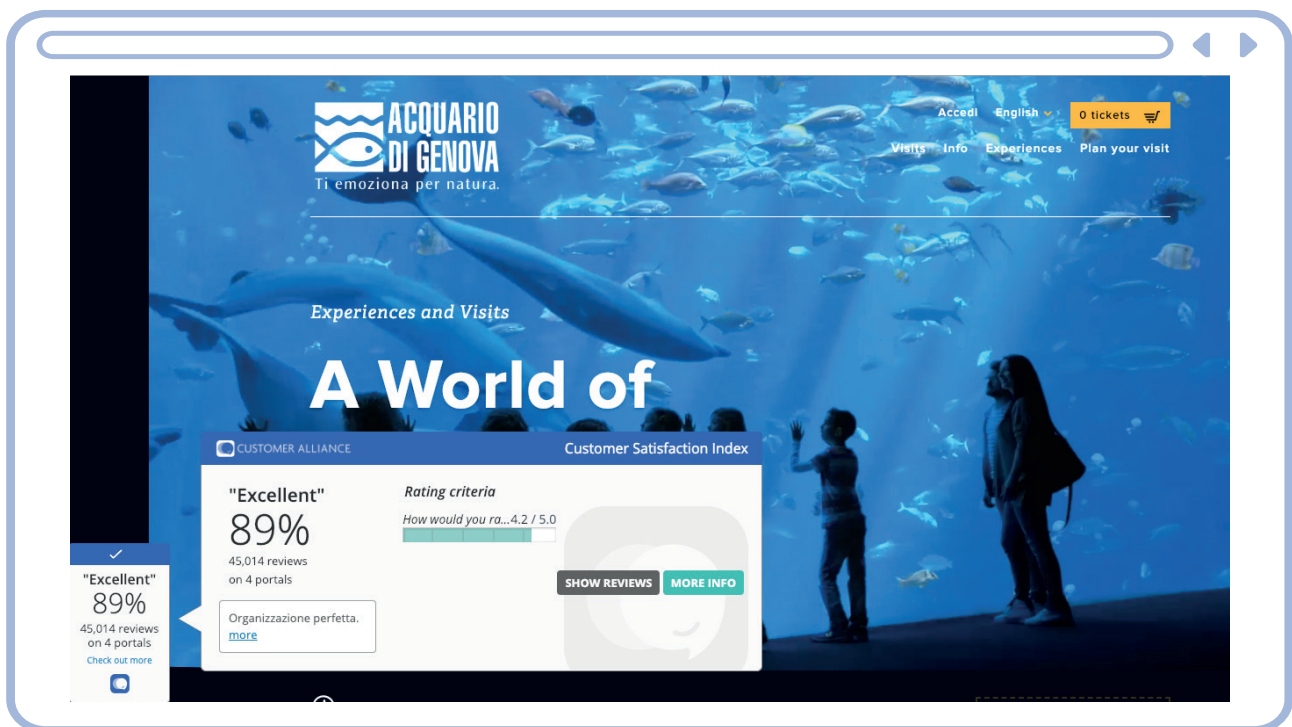 ACQUARIO
DI GENOVA
Ti emoziona per natura.
Accedi English 0 tickets
Visits Info Experiences Plan your visit
Experiences and Visits
A World of
CUSTOMER ALLIANCE Customer Satisfaction Index
"Excellent"
89%
45,014 reviews
on 4 portals
Organizzazione perfetta.
more
Rating criteria
How would you ra...4.2 / 5.0
SHOW REVIEWS MORE INFO
"Excellent"
89%
45,014 reviews
on 4 portals
Check out more